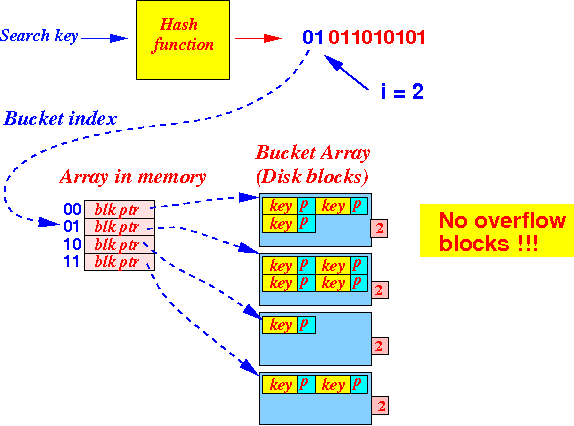 Search key
Hash
function
01 011010101
i = 2
Bucket index
Array in memory
Bucket Array
(Disk blocks)
00 blk ptr
01 blk ptr
10 blk ptr
11 blk ptr
key p key p
key p
2
key p key p
key p key p
2
key p
2
key p key p
2
No overflow
blocks !!!